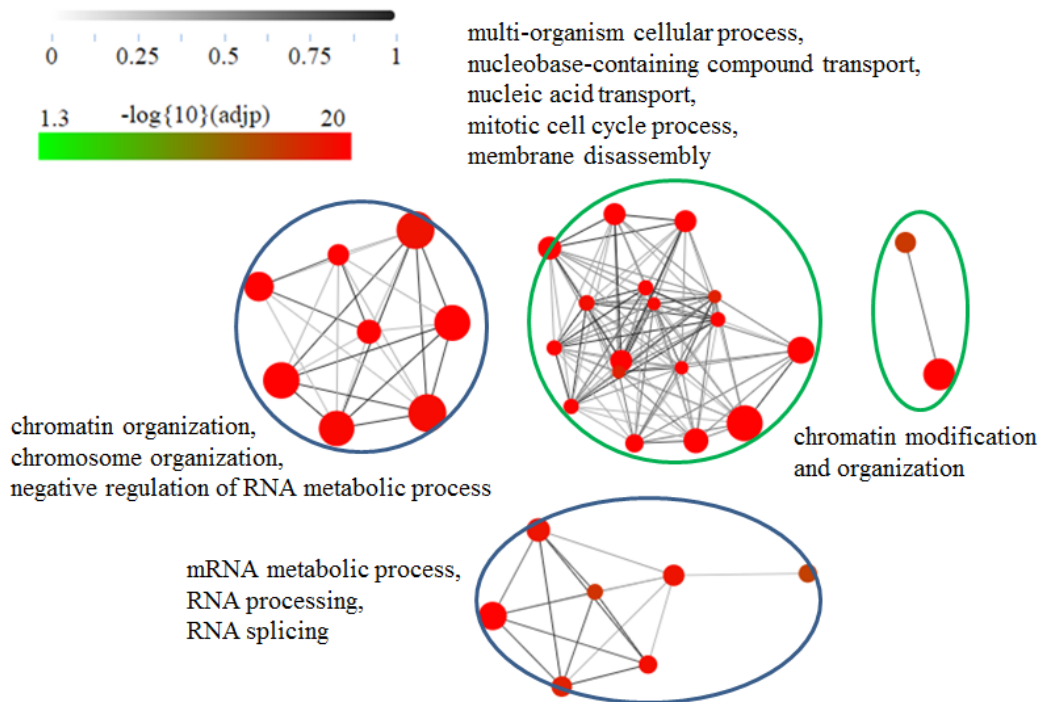 0 0.25 0.5 0.75 1
1.3 -log{10}(adjp) 20
multi-organism cellular process,
nucleobase-containing compound transport,
nucleic acid transport,
mitotic cell cycle process,
membrane disassembly
chromatin organization,
chromosome organization,
negative regulation of RNA metabolic process
chromatin modification
and organization
mRNA metabolic process,
RNA processing,
RNA splicing